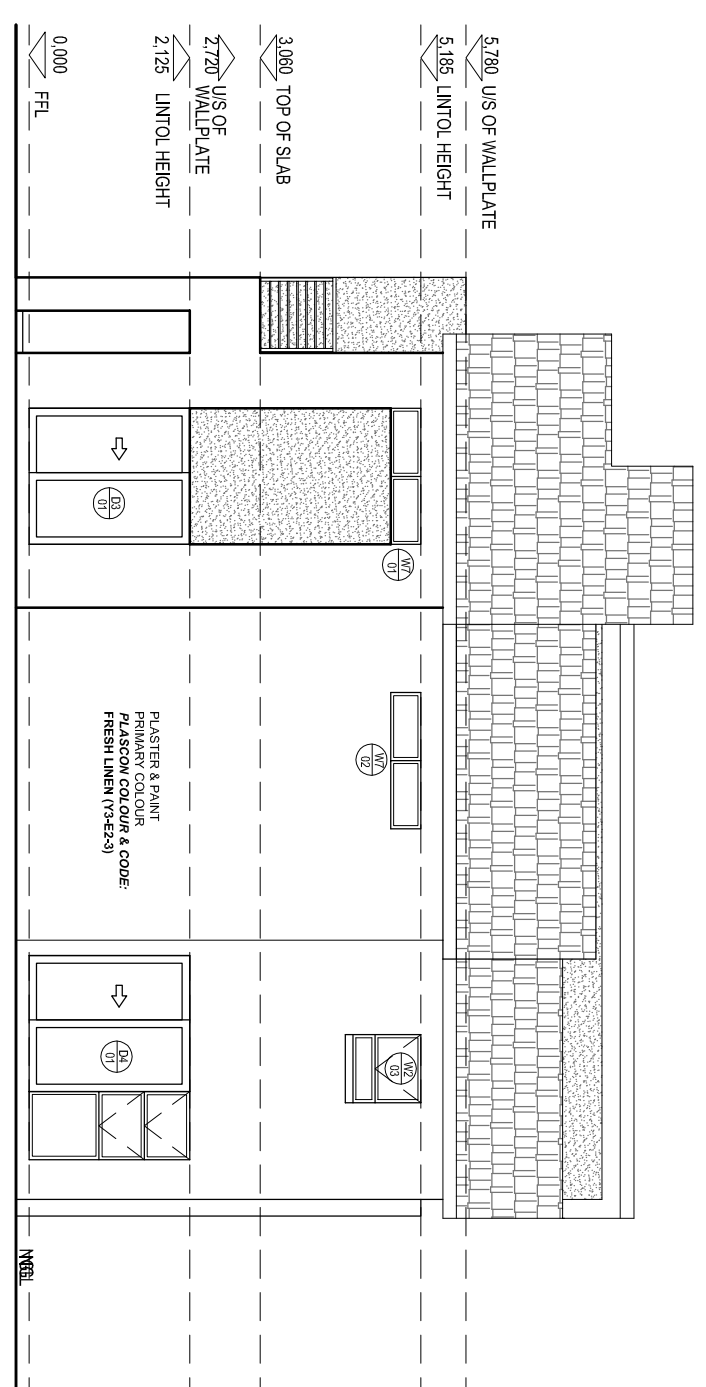 5,780 U/S OF WALLPLATE
5,185 LINTOL HEIGHT
3,060 TOP OF SLAB
2,720 U/S OF
WALLPLATE
2,125 LINTOL HEIGHT
0,000 FFL
W7
01
D3
01
W7
02
PLASTER & PAINT
PRIMARY COLOUR
PLASCON COLOUR & CODE:
FRESH LINEN (Y3-E2-3)
W2
03
D4
01